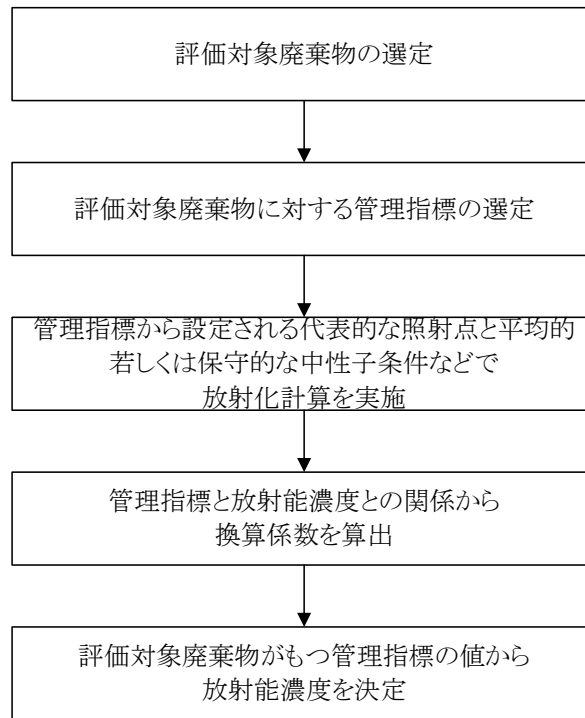 評価対象廃棄物の選定
評価対象廃棄物に対する管理指標の選定
管理指標から設定される代表的な照射点と平均的
若しくは保守的な中性子条件などで
放射化計算を実施
管理指標と放射能濃度との関係から
換算係数を算出
評価対象廃棄物がもつ管理指標の値から
放射能濃度を決定